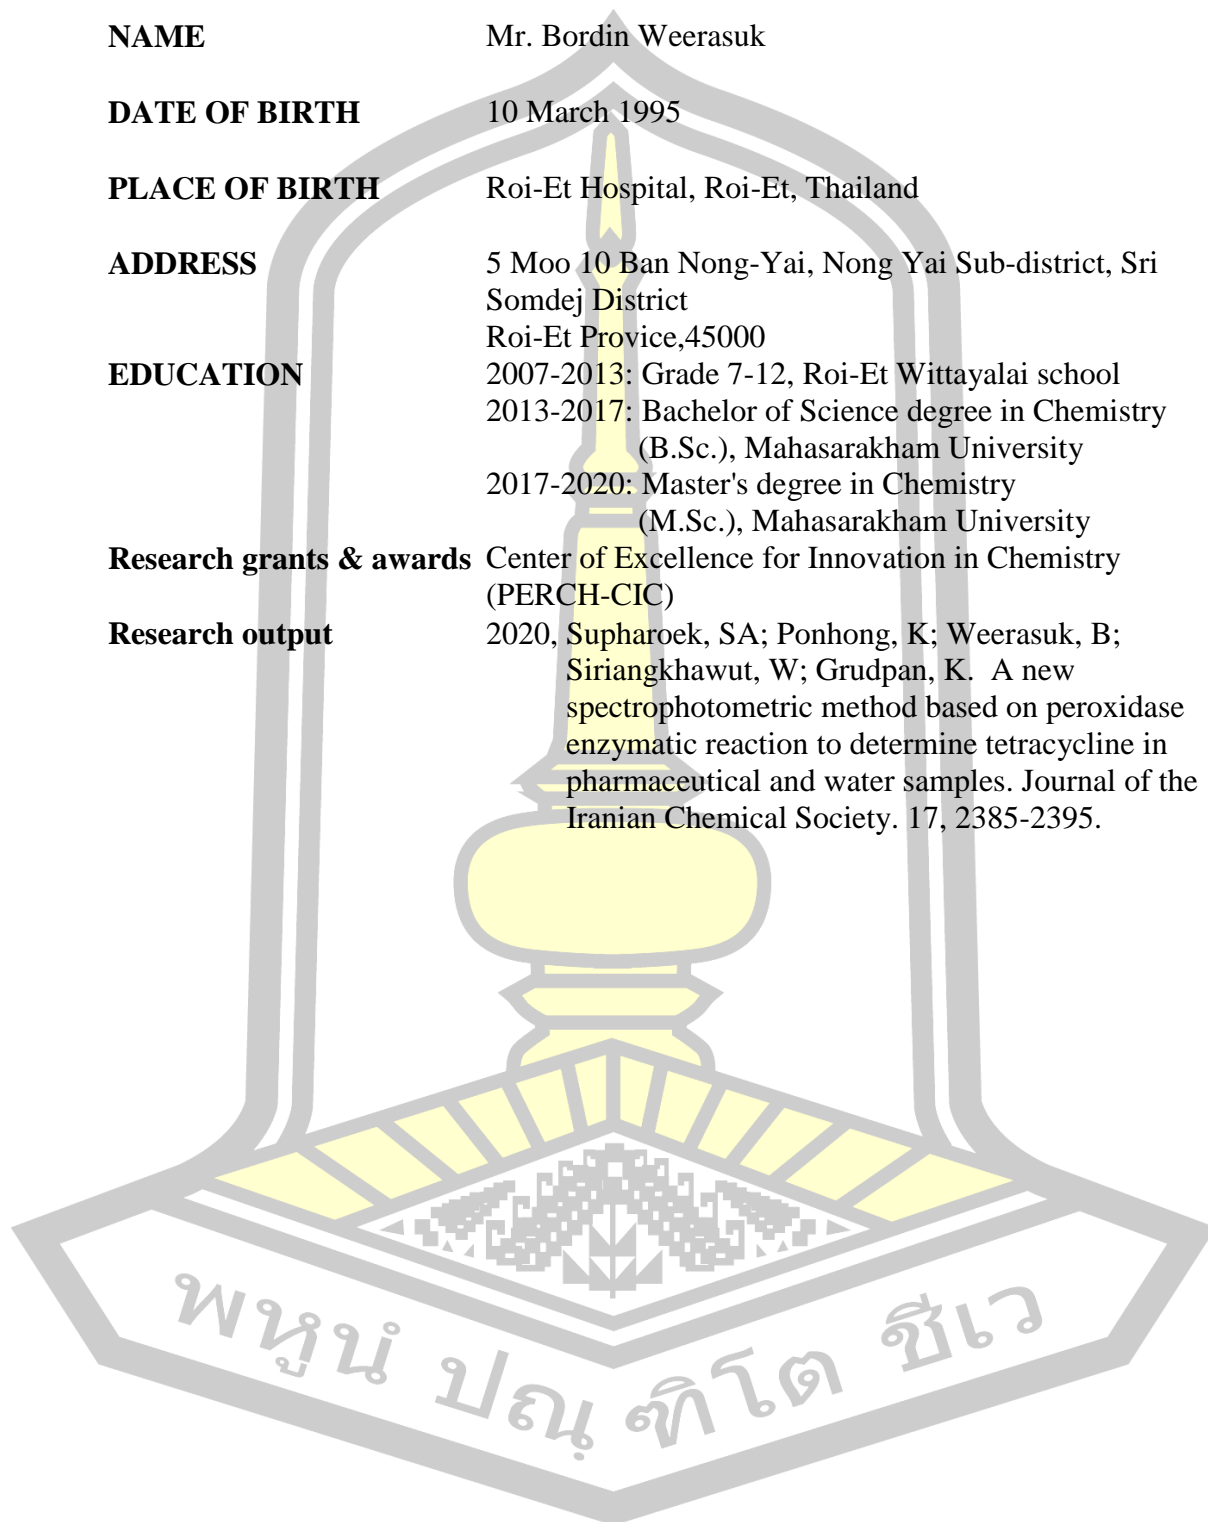 NAME Mr. Bordin Weerasuk
DATE OF BIRTH 10 March 1995
PLACE OF BIRTH Roi-Et Hospital, Roi-Et, Thailand
ADDRESS 5 Moo 10 Ban Nong-Yai, Nong Yai Sub-district, Sri
Somdej District
Roi-Et Provice,45000
EDUCATION 2007-2013: Grade 7-12, Roi-Et Wittayalai school
2013-2017: Bachelor of Science degree in Chemistry
(B.Sc.), Mahasarakham University
2017-2020: Master's degree in Chemistry
(M.Sc.), Mahasarakham University
Research grants & awards Center of Excellence for Innovation in Chemistry
(PERCH-CIC)
Research output 2020, Supharoek, SA; Ponhong, K; Weerasuk, B;
Siriangkhawut, W; Grudpan, K. A new
spectrophotometric method based on peroxidase
enzymatic reaction to determine tetracycline in
pharmaceutical and water samples. Journal of the
Iranian Chemical Society. 17, 2385-2395.
พหูนํ ปณฺฑิโต ชีเว